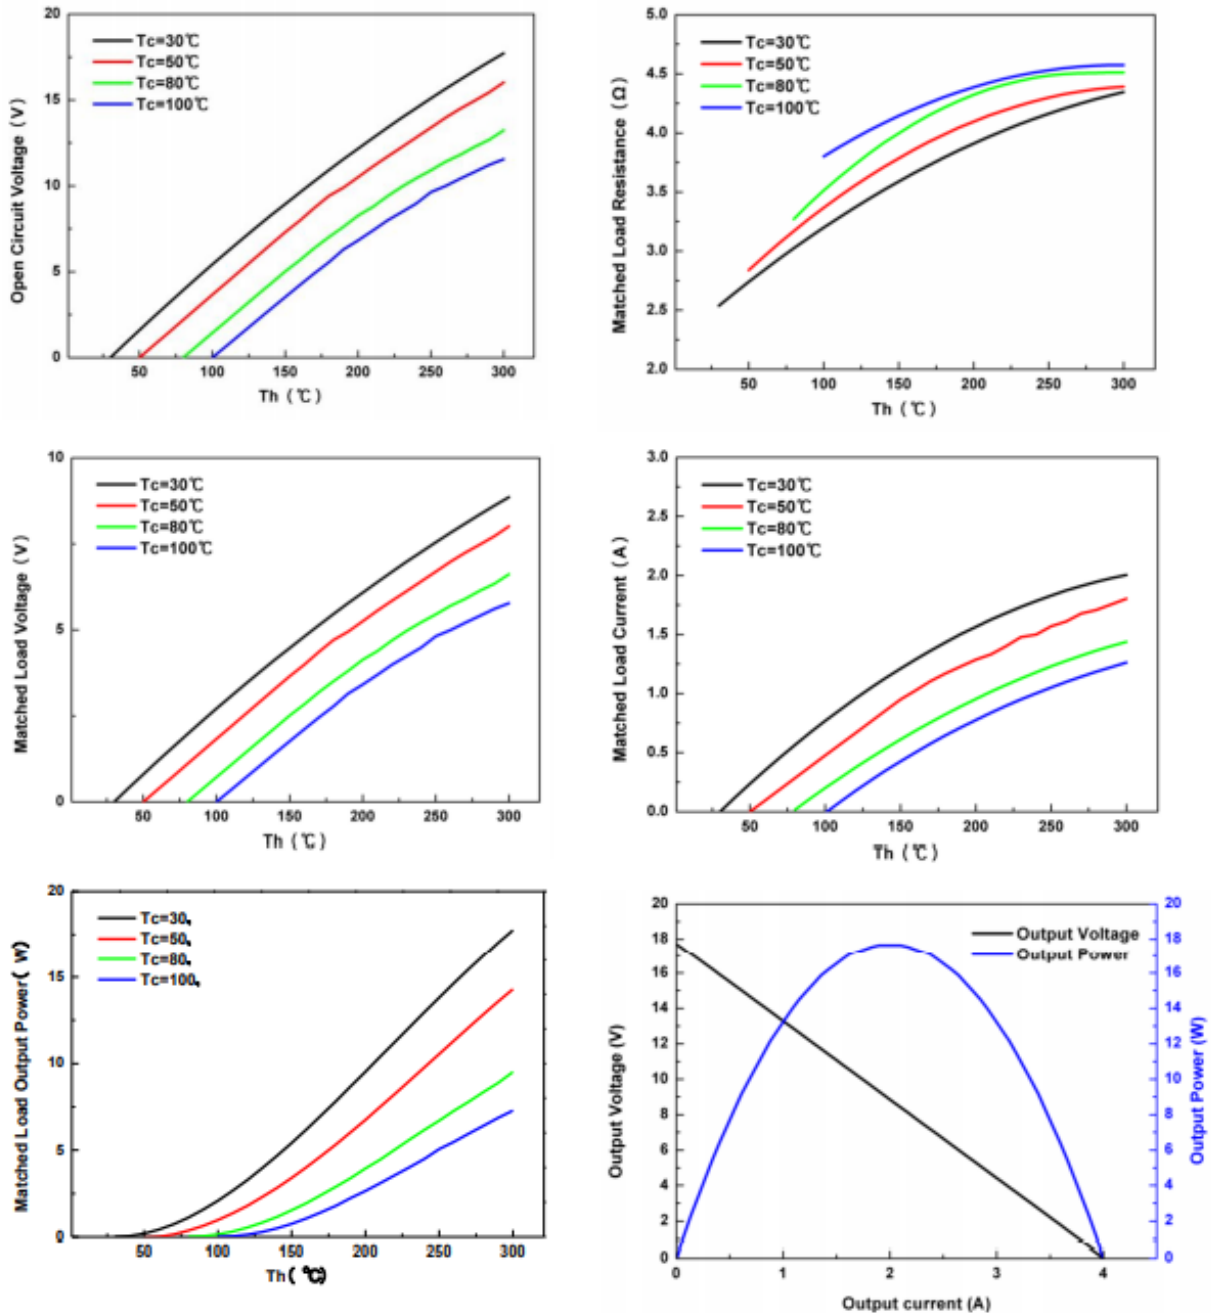 20
15
10
5
0
Open Circuit Voltage (V)
Tc=30℃
Tc=50℃
Tc=80℃
Tc=100℃
50 100 150 200 250 300
Th (℃)
5.0
4.5
4.0
3.5
3.0
2.5
2.0
Matched Load Resistance (Ω)
Tc=30℃
Tc=50℃
Tc=80℃
Tc=100℃
50 100 150 200 250 300
Th (℃)
10
5
0
Matched Load Voltage (V)
Tc=30℃
Tc=50℃
Tc=80℃
Tc=100℃
50 100 150 200 250 300
Th (℃)
3.0
2.5
2.0
1.5
1.0
0.5
0.0
Matched Load Current (A)
Tc=30℃
Tc=50℃
Tc=80℃
Tc=100℃
50 100 150 200 250 300
Th (℃)
20
15
10
5
0
Matched Load Output Power( W)
Tc=30
Tc=50
Tc=80
Tc=100
50 100 150 200 250 300
Th( ℃)
20
18
16
14
12
10
8
6
4
2
0
Output Voltage (V)
Output Voltage
Output Power
20
18
16
14
12
10
8
6
4
2
0
Output Power (W)
0 1 2 3 4
Output current (A)